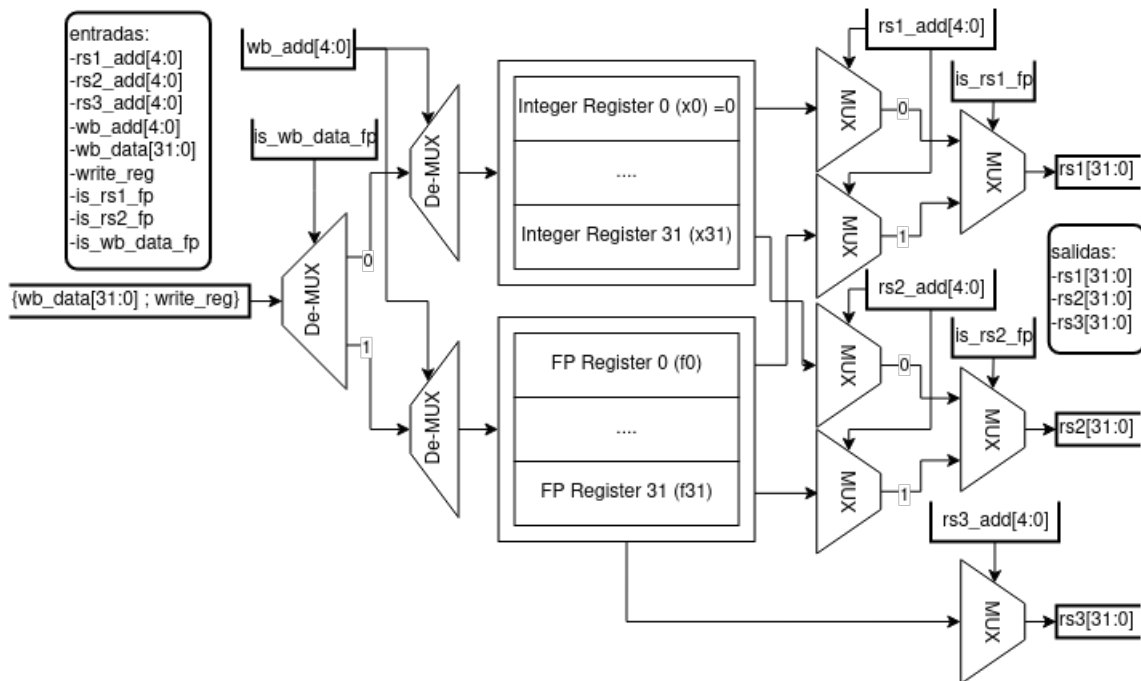 entradas:
-rs1_add[4:0]
-rs2_add[4:0]
-rs3_add[4:0]
-wb_add[4:0]
-wb_data[31:0]
-write_reg
-is_rs1_fp
-is_rs2_fp
-is_wb_data_fp
wb_add[4:0]
is_wb_data_fp
{wb_data[31:0] ; write_reg}
De-MUX
0
1
De-MUX
De-MUX
Integer Register 0 (x0) =0
....
Integer Register 31 (x31)
FP Register 0 (f0)
....
FP Register 31 (f31)
rs1_add[4:0]
MUX
0
MUX
1
is_rs1_fp
MUX
rs1[31:0]
rs2_add[4:0]
MUX
0
MUX
1
is_rs2_fp
MUX
rs2[31:0]
rs3_add[4:0]
MUX
rs3[31:0]
salidas:
-rs1[31:0]
-rs2[31:0]
-rs3[31:0]